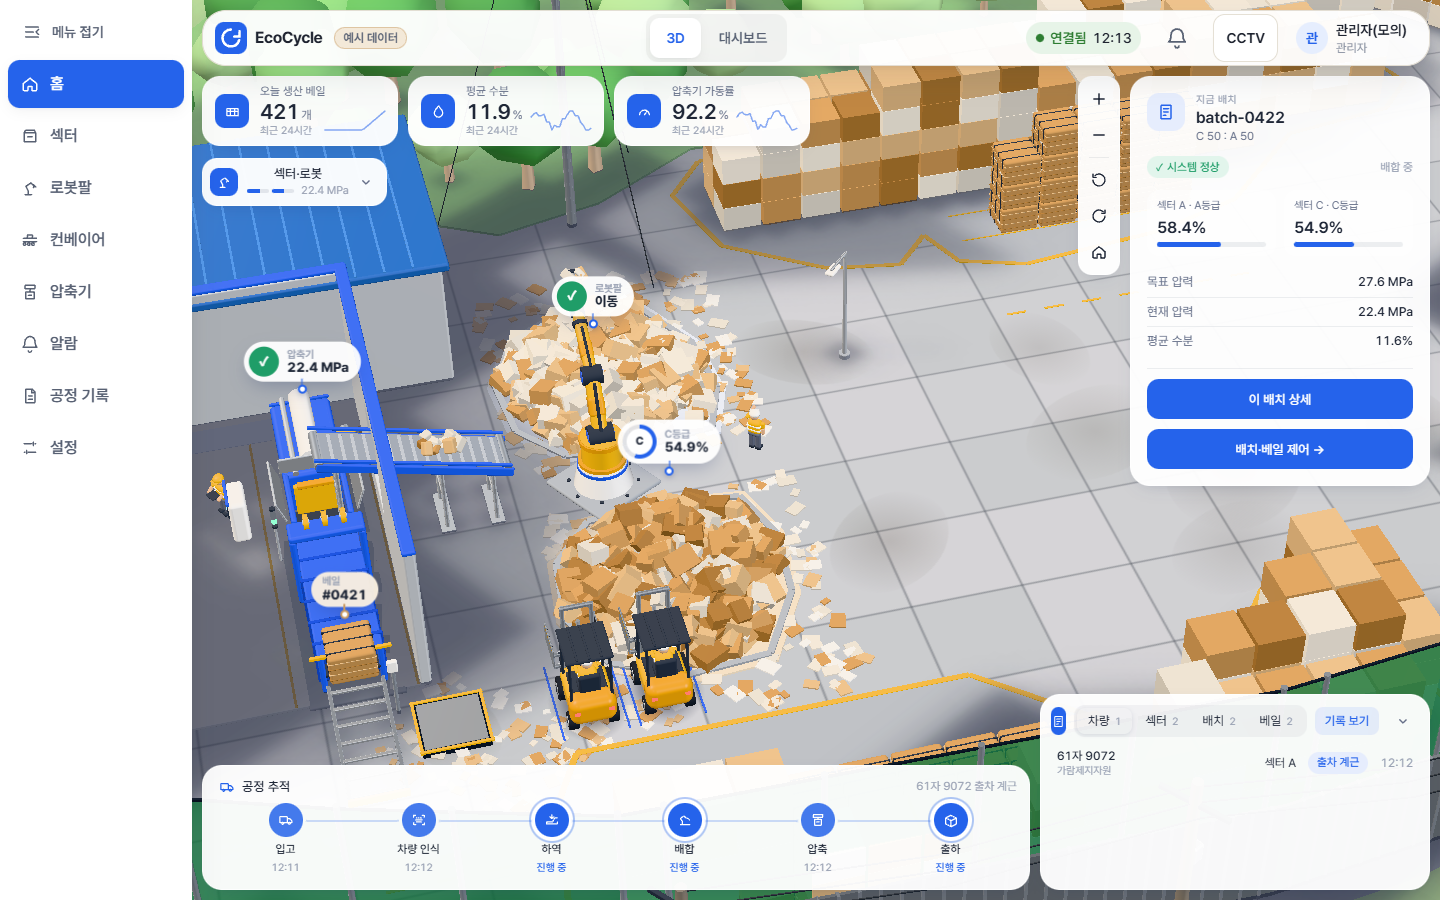 메뉴 접기
홈
섹터
로봇팔
컨베이어
압축기
알람
공정 기록
설정
EcoCycle
예시 데이터
3D
대시보드
연결됨 12:13
CCTV
관
관리자(모의)
관리자
오늘 생산 베일
421 개
최근 24시간
평균 수분
11.9 %
최근 24시간
압축기 가동률
92.2 %
최근 24시간
섹터·로봇
22.4 MPa
로봇팔
이동
압축기
22.4 MPa
C
C등급
54.9%
베일
#0421
지금 배치
batch-0422
C 50 : A 50
✓ 시스템 정상
배합 중
섹터 A · A등급
58.4%
섹터 C · C등급
54.9%
목표 압력 27.6 MPa
현재 압력 22.4 MPa
평균 수분 11.6%
이 배치 상세
배치·베일 제어 →
공정 추적
61자 9072 출차 계근
입고
12:11
차량 인식
12:12
하역
진행 중
배합
진행 중
압축
12:12
출하
진행 중
차량 1
섹터 2
배치 2
베일 2
기록 보기
61자 9072
가람제지자원
섹터 A
출차 계근
12:12